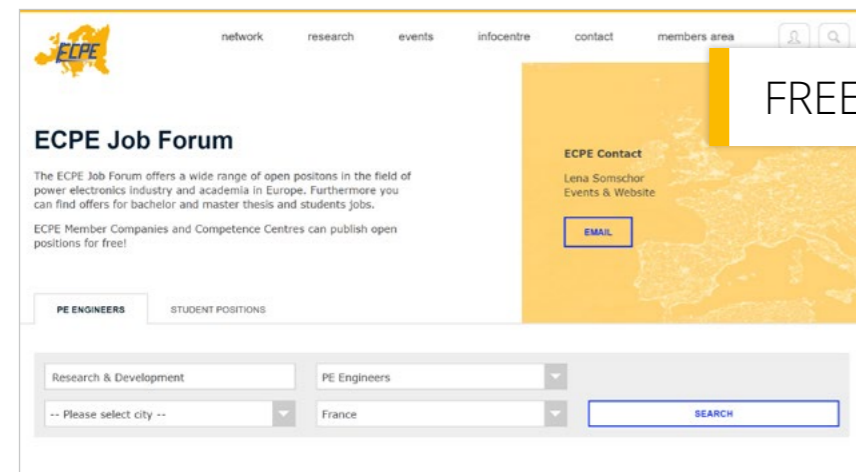 ECPE
network research events infocentre contact members area
FREE
ECPE Job Forum
The ECPE Job Forum offers a wide range of open positons in the field of
power electronics industry and academia in Europe. Furthermore you
can find offers for bachelor and master thesis and students jobs.
ECPE Member Companies and Competence Centres can publish open
positions for free!
ECPE Contact
Lena Somschor
Events & Website
EMAIL
PE ENGINEERS STUDENT POSITIONS
Research & Development PE Engineers
-- Please select city -- France SEARCH